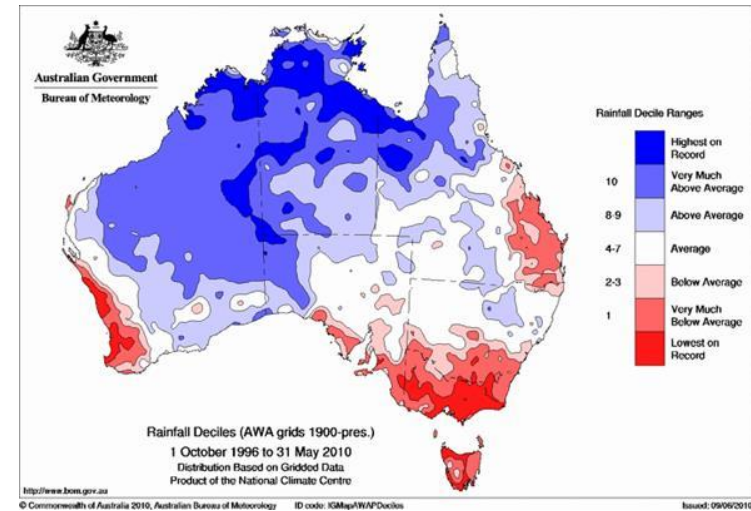 Australian Government
Bureau of Meteorology
Rainfall Decile Ranges
Highest on
Record
10
Very Much
Above Average
8-9
Above Average
4-7
Average
2-3
Below Average
1
Very Much
Below Average
Lowest on
Record
Rainfall Deciles (AWA grids 1900-pres.)
1 October 1996 to 31 May 2010
Distribution Based on Gridded Data
Product of the National Climate Centre
http://www.bom.gov.au
© Commonwealth of Australia 2010, Australian Bureau of Meteorology ID code: IGMapAWAPDeciles Issued: 09/06/2010